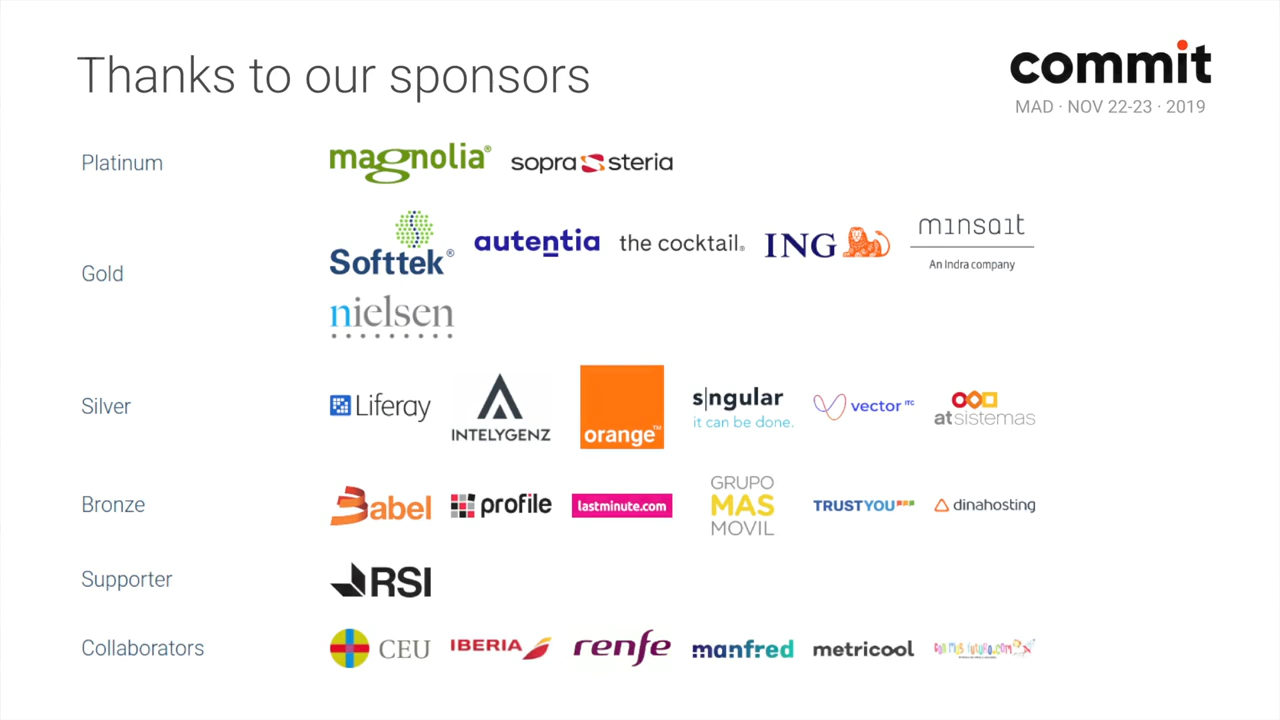 Thanks to our sponsors
commit
MAD · NOV 22-23 · 2019
Platinum
magnolia®
sopra steria
Gold
Softtek®
autentia
the cocktail®
ING
minsait
An Indra company
nielsen
Silver
Liferay
INTELYGENZ
orange™
s|ngular
it can be done.
vector ITC
atsistemas
Bronze
Babel
profile
lastminute.com
GRUPO
MAS
MOVIL
TRUSTYOU
dinahosting
Supporter
RSI
Collaborators
CEU
IBERIA
renfe
manfred
metricool